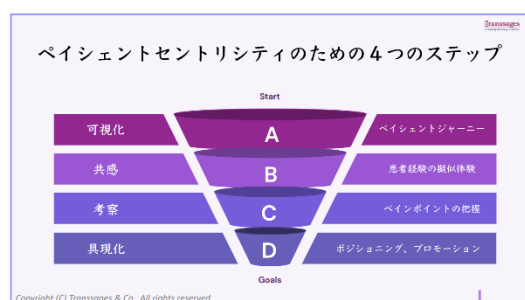 Transsages
ペイシェントセントリシティのための４つのステップ
Start
可視化 A ペイシェントジャーニー
共感 B 患者経験の擬似体験
考察 C ペインポイントの把握
具現化 D ポジショニング、プロモーション
Goals
Copyright (C) Transsages & Co., All rights reserved